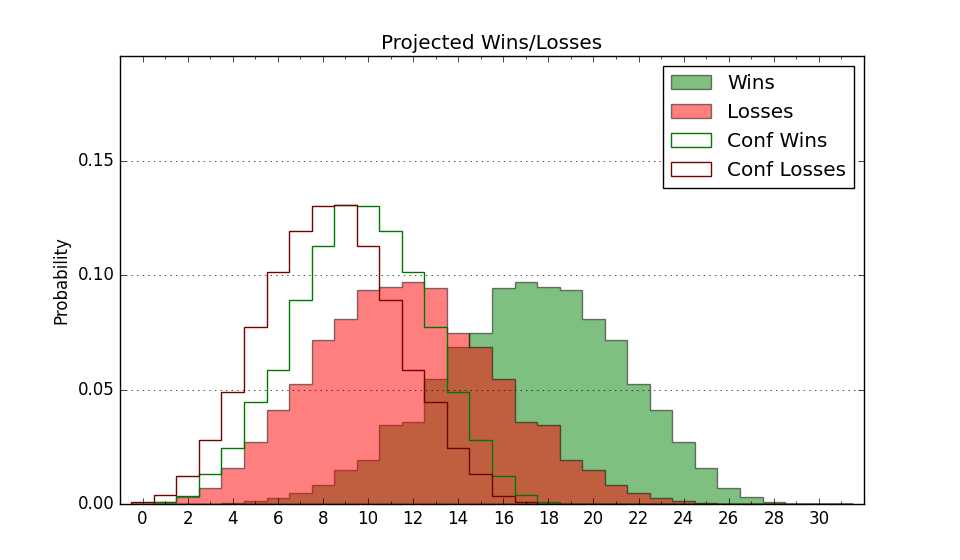 Projected Wins/Losses
Wins
Losses
Conf Wins
Conf Losses
Probability
0.15
0.10
0.05
0.00
0 2 4 6 8 10 12 14 16 18 20 22 24 26 28 30